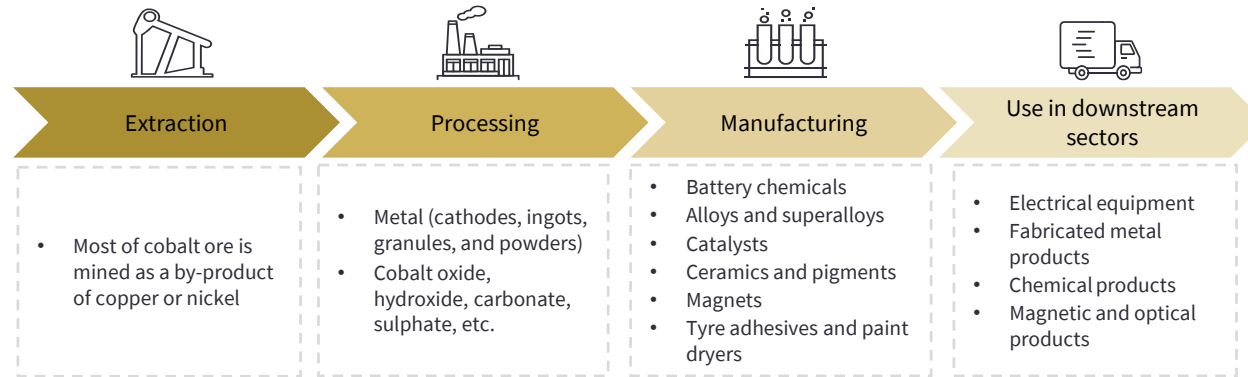 Extraction
Processing
Manufacturing
Use in downstream
sectors
• Most of cobalt ore is
mined as a by-product
of copper or nickel
• Metal (cathodes, ingots,
granules, and powders)
• Cobalt oxide,
hydroxide, carbonate,
sulphate, etc.
• Battery chemicals
• Alloys and superalloys
• Catalysts
• Ceramics and pigments
• Magnets
• Tyre adhesives and paint
dryers
• Electrical equipment
• Fabricated metal
products
• Chemical products
• Magnetic and optical
products